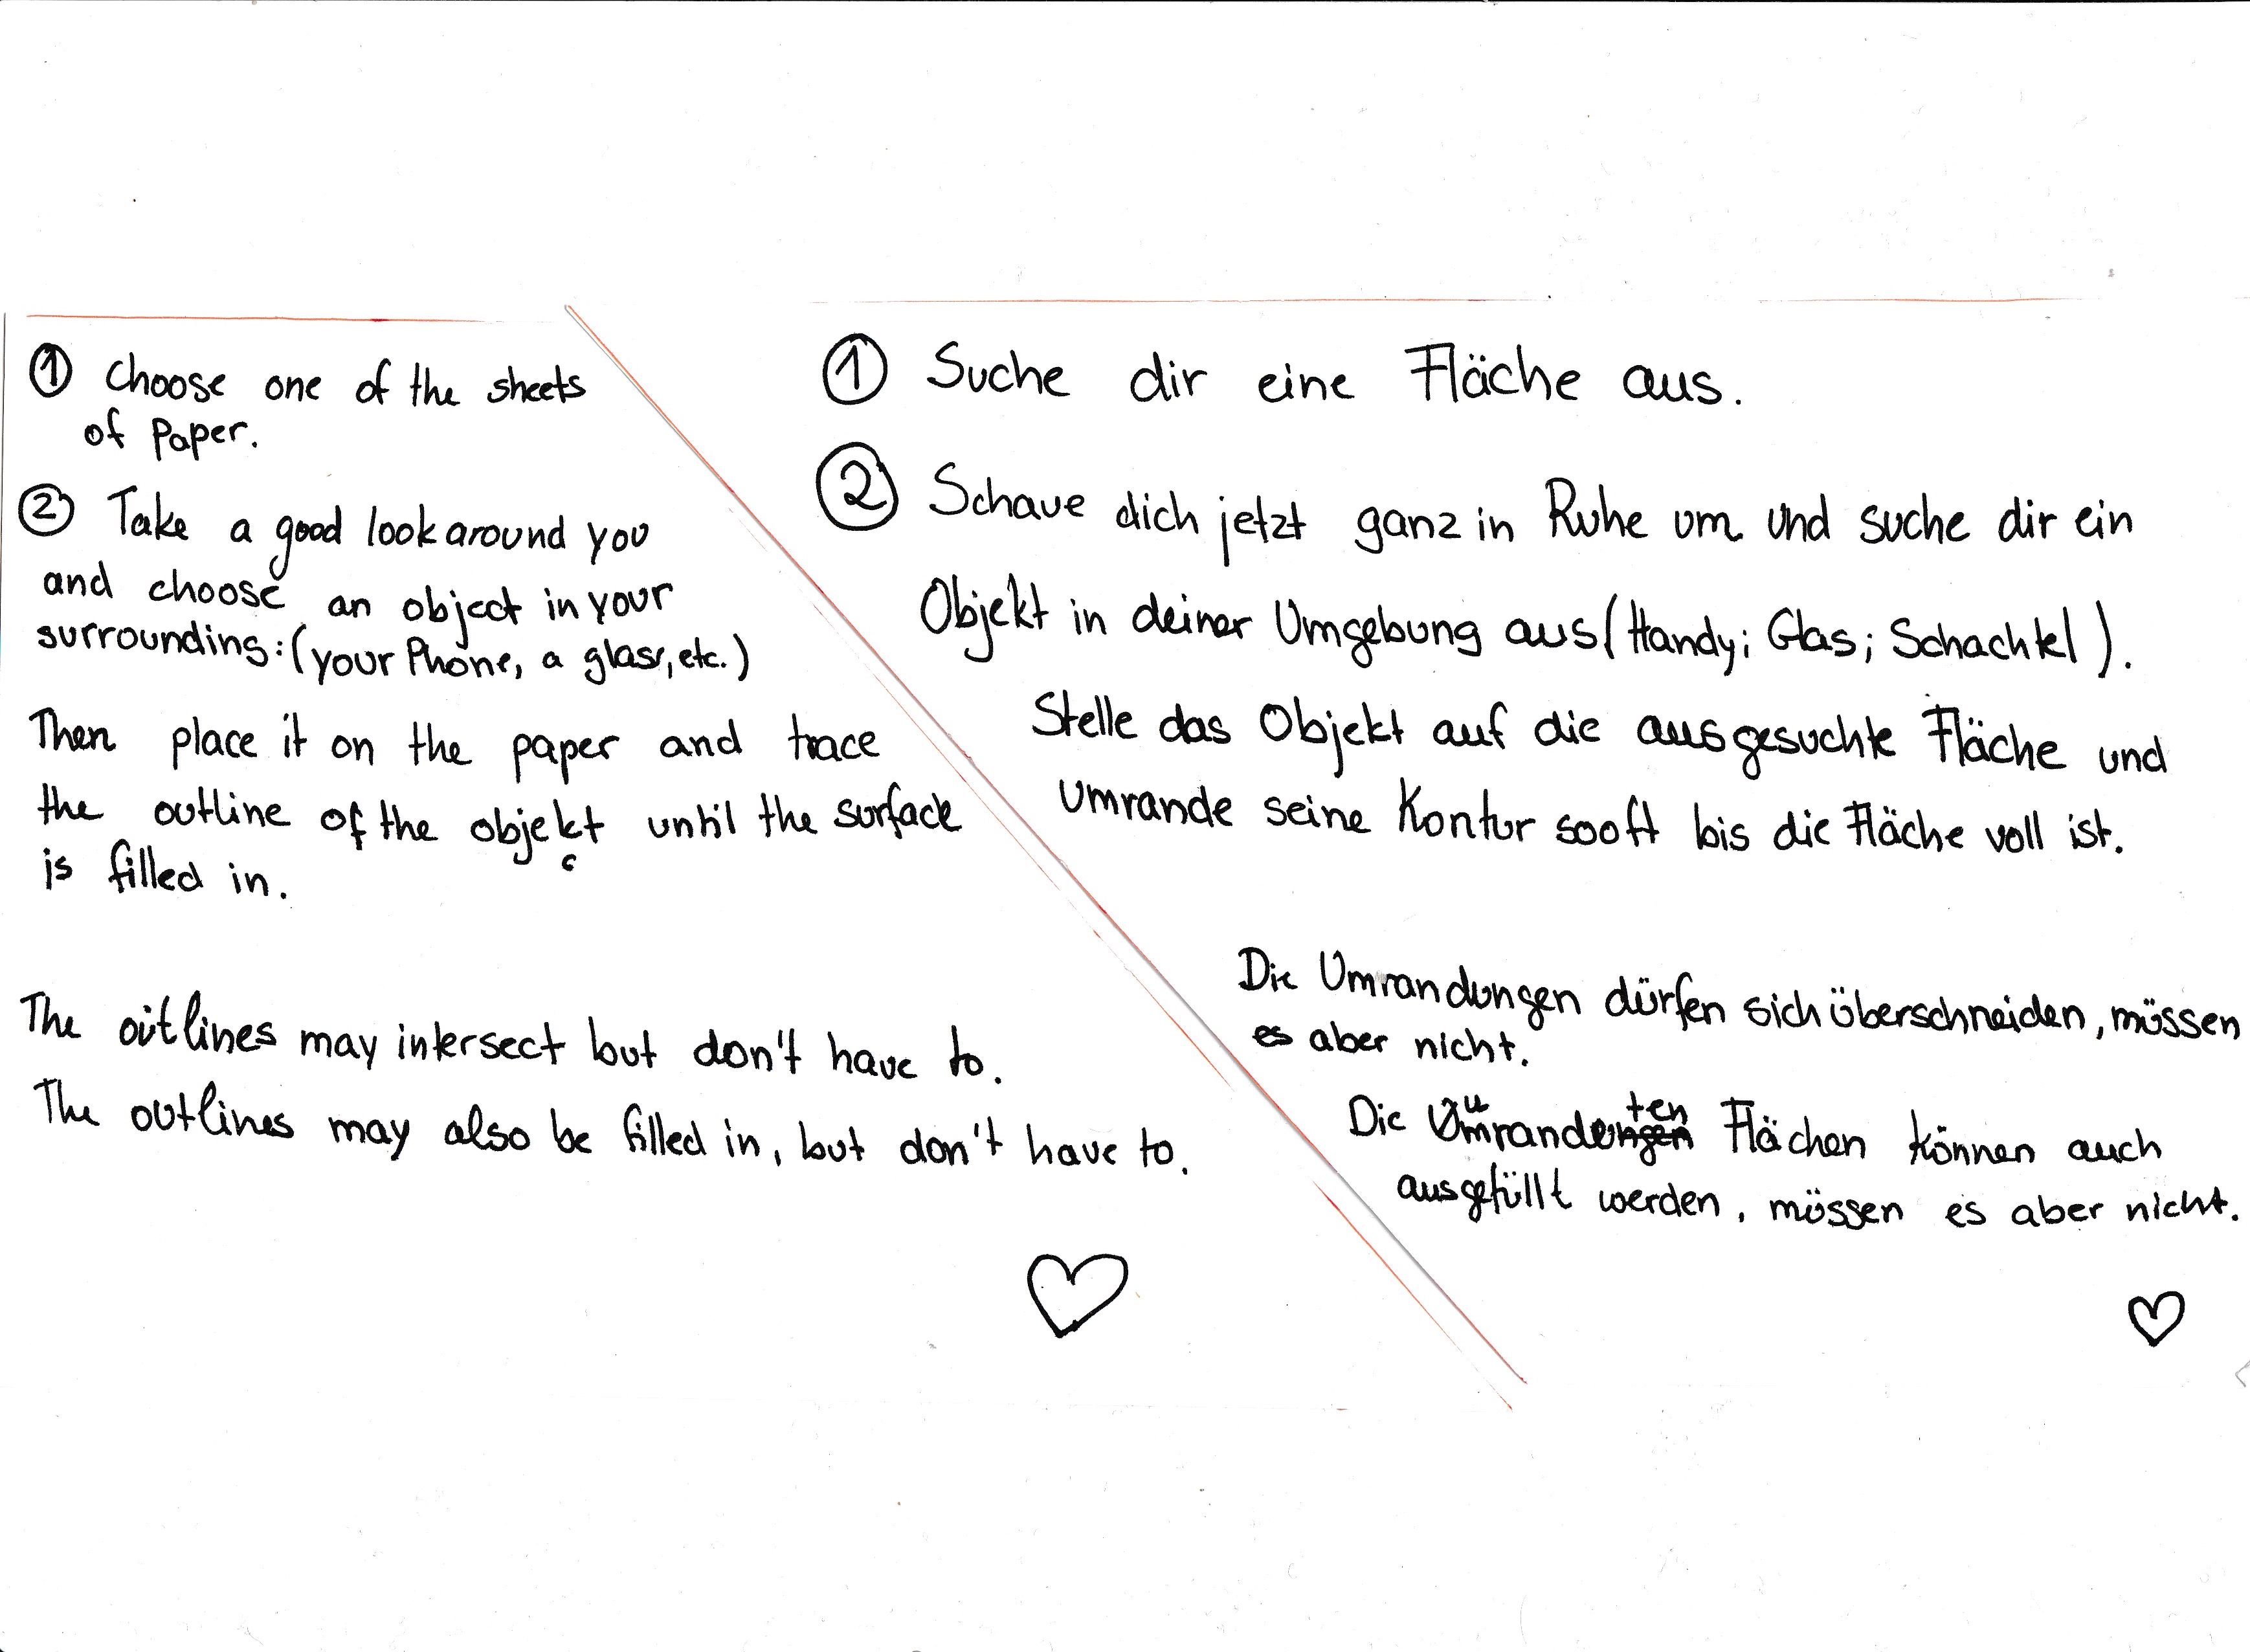 ① Choose one of the sheets
of Paper.
② Take a good look around you
and choose an object in your
surrounding: (your Phone, a glass, etc.)
Then place it on the paper and trace
the outline of the objekt until the surface
c
is filled in.
The outlines may intersect but don't have to.
The outlines may also be filled in, but don't have to.
① Suche dir eine Fläche aus.
② Schaue dich jetzt ganz in Ruhe um und suche dir ein
Objekt in deiner Umgebung aus (Handy; Glas; Schachtel).
Stelle das Objekt auf die ausgesuchte Fläche und
umrande seine Kontur sooft bis die Fläche voll ist.
Die Umrandungen dürfen sich überschneiden, müssen
es aber nicht.
Die umrandeten Flächen können auch
ausgefüllt werden, müssen es aber nicht.